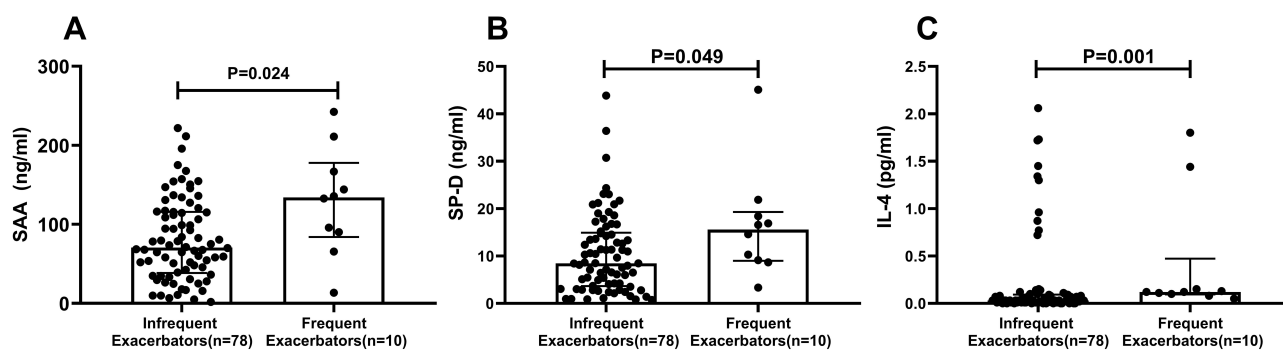 A
SAA (ng/ml)
300
200
100
0
P=0.024
Infrequent
Exacerbators(n=78)
Frequent
Exacerbators(n=10)
B
SP-D (ng/ml)
50
40
30
20
10
0
P=0.049
Infrequent
Exacerbators(n=78)
Frequent
Exacerbators(n=10)
C
IL-4 (pg/ml)
2.5
2.0
1.5
1.0
0.5
0.0
P=0.001
Infrequent
Exacerbators(n=78)
Frequent
Exacerbators(n=10)